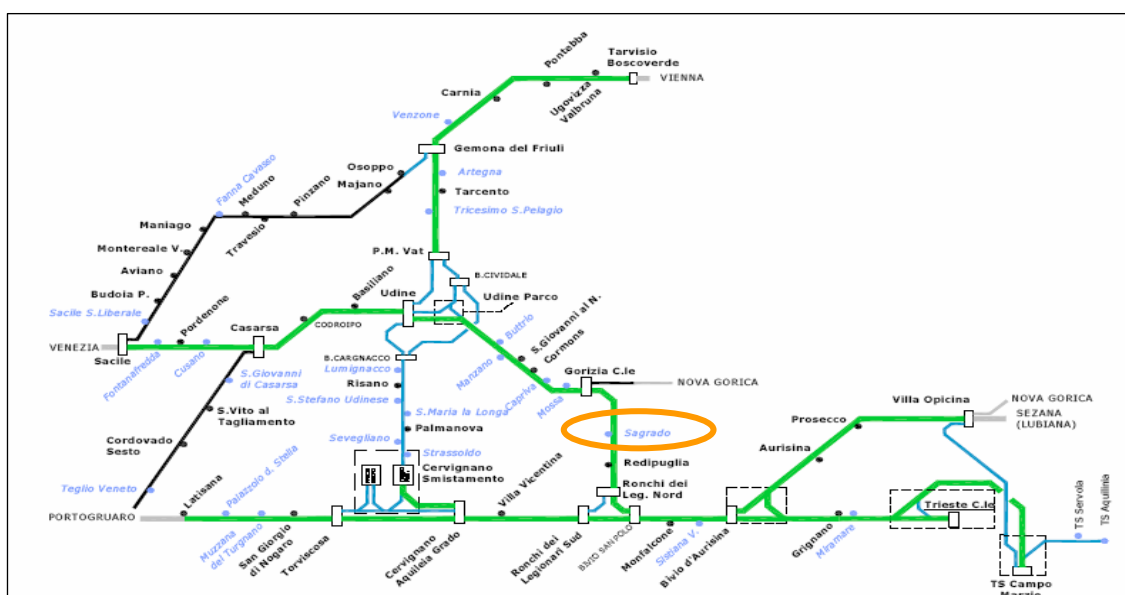 Pontebba
Tarvisio
Boscoverde
VIENNA
Ugovizza
Valbruna
Carnia
Venzone
Gemona del Friuli
Osoppo
Majano
Artegna
Tarcento
Tricesimo S.Pelagio
Fanna Cavasso
Meduno
Pinzano
Travesio
Maniago
Montereale V.
Aviano
Budoia P.
Sacile S.Liberale
P.M. Vat
B.CIVIDALE
Udine
Udine Parco
Basiliano
CODROIPO
Casarsa
Pordenone
VENEZIA
Sacile
Fontanafredda
Cusano
S.Giovanni
di Casarsa
S.Vito al
Tagliamento
Cordovado
Sesto
Teglio Veneto
B.CARGNACCO
Lumignacco
Risano
S.Stefano Udinese
S.Maria la Longa
Palmanova
Sevegliano
Strassoldo
Cervignano
Smistamento
Buttrio
Manzano
S.Giovanni al N.
Cormons
Capriva
Mossa
Gorizia C.le
NOVA GORICA
Sagrado
Redipuglia
Ronchi dei
Leg. Nord
Villa Opicina
NOVA GORICA
SEZANA
(LUBIANA)
Prosecco
Aurisina
Trieste C.le
TS Servola
TS Aquilinia
PORTOGRUARO
Latisana
Palazzolo d. Stella
Muzzana
del Turgnano
San Giorgio
di Nogaro
Torviscosa
Cervignano
Aquileia Grado
Villa Vicentina
Ronchi dei
Legionari Sud
BIVIO SAN POLO
Monfalcone
Sistiana V.
Bivio d'Aurisina
Grignano
Miramare
TS Campo
Marzio